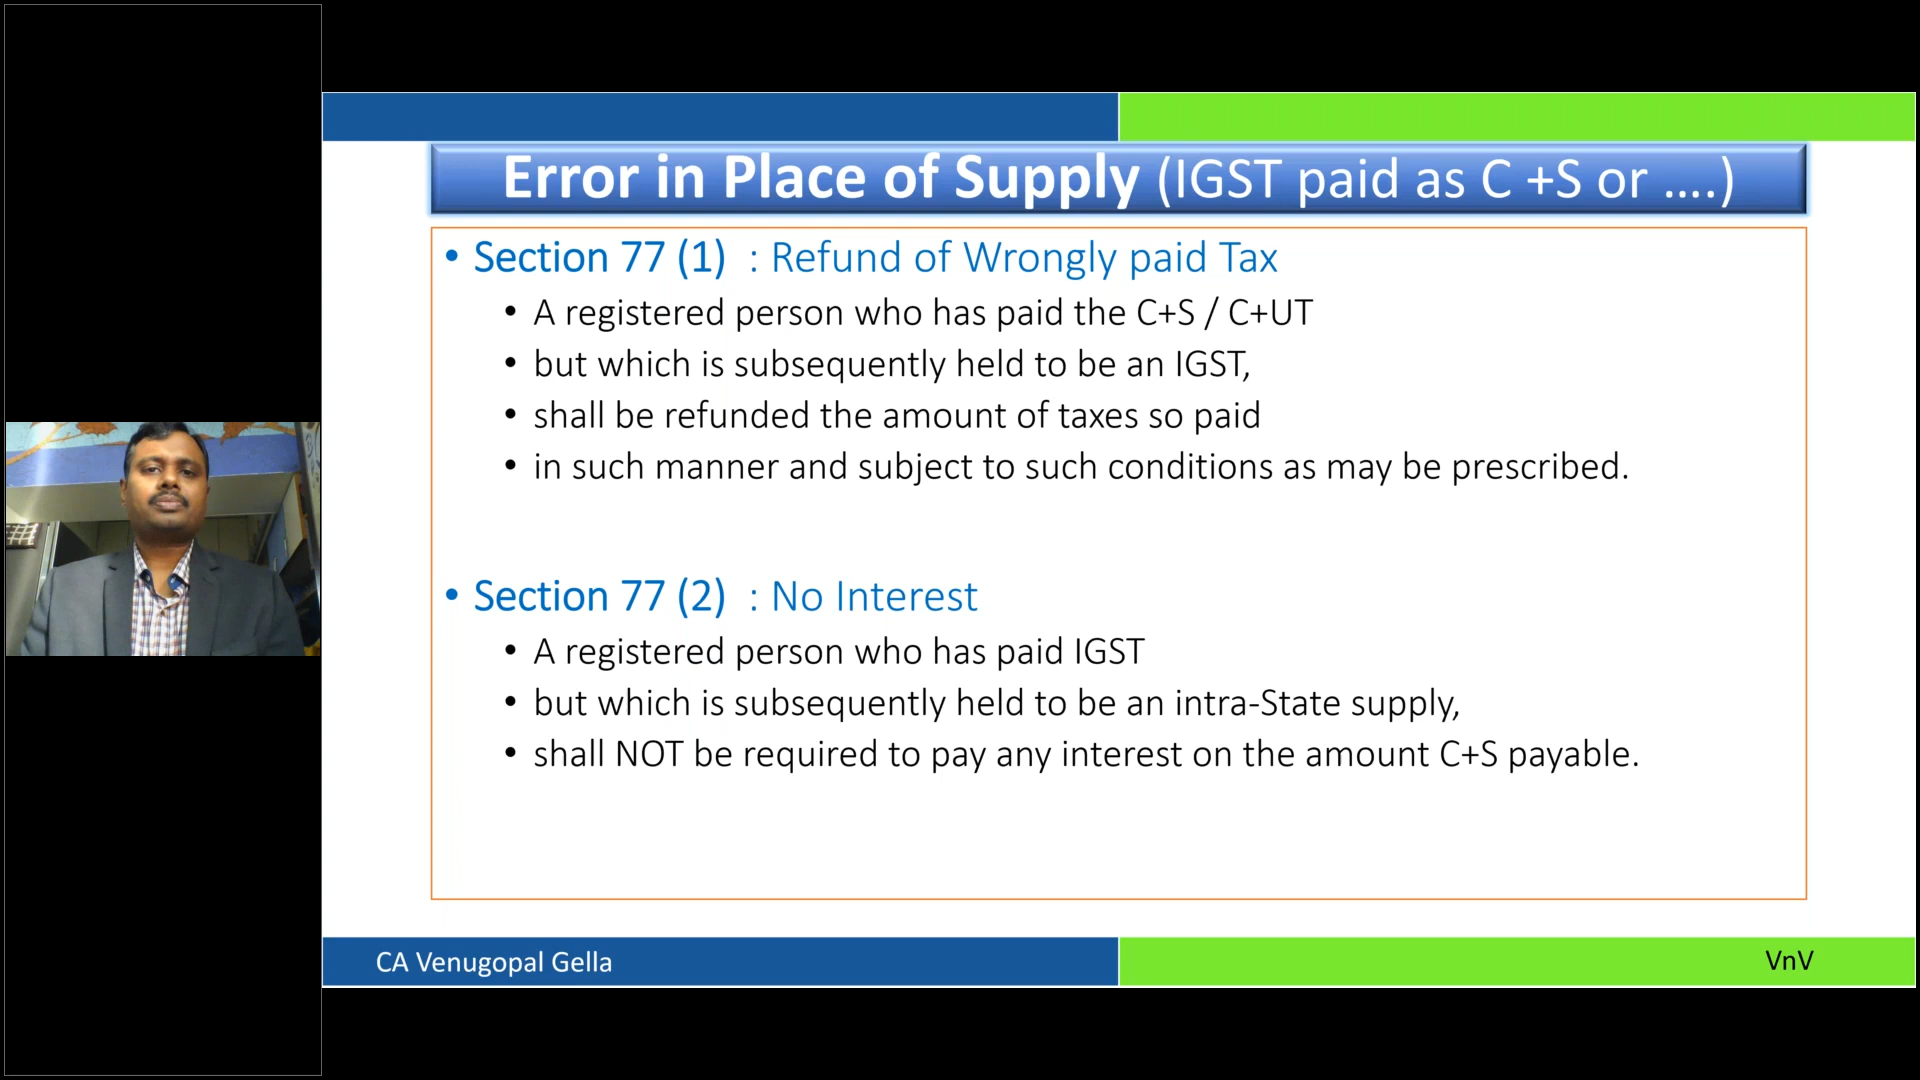 Error in Place of Supply (IGST paid as C +S or ....)
• Section 77 (1) : Refund of Wrongly paid Tax
• A registered person who has paid the C+S / C+UT
• but which is subsequently held to be an IGST,
• shall be refunded the amount of taxes so paid
• in such manner and subject to such conditions as may be prescribed.
• Section 77 (2) : No Interest
• A registered person who has paid IGST
• but which is subsequently held to be an intra-State supply,
• shall NOT be required to pay any interest on the amount C+S payable.
CA Venugopal Gella
VnV